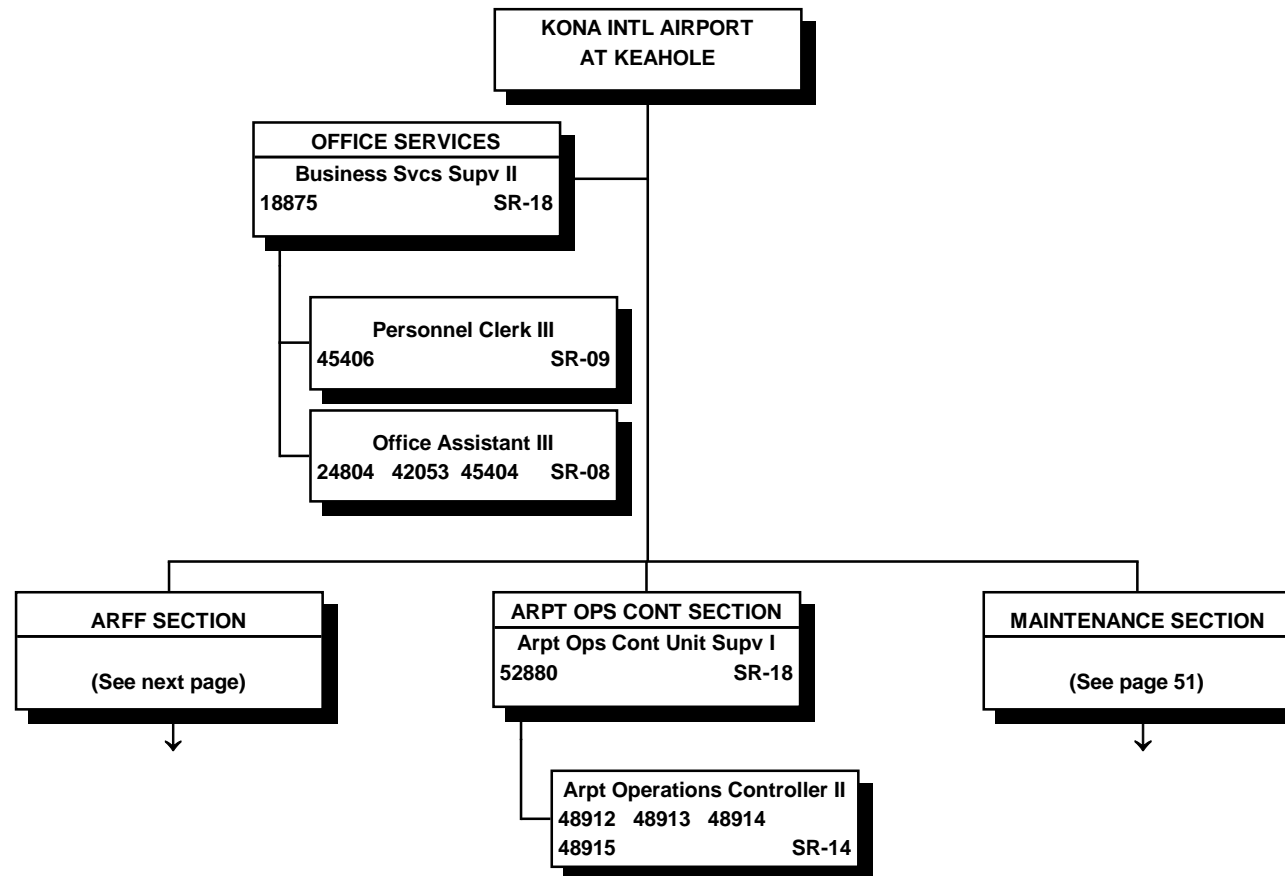 KONA INTL AIRPORT
AT KEAHOLE
OFFICE SERVICES
Business Svcs Supv II
18875 SR-18
Personnel Clerk III
45406 SR-09
Office Assistant III
24804 42053 45404 SR-08
ARFF SECTION
(See next page)
ARPT OPS CONT SECTION
Arpt Ops Cont Unit Supv I
52880 SR-18
Arpt Operations Controller II
48912 48913 48914
48915 SR-14
MAINTENANCE SECTION
(See page 51)